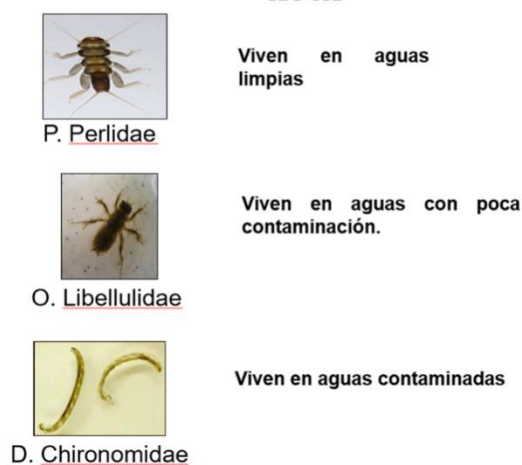 Viven en aguas
limpias
P. Perlidae
Viven en aguas con poca
contaminación.
O. Libellulidae
Viven en aguas contaminadas
D. Chironomidae